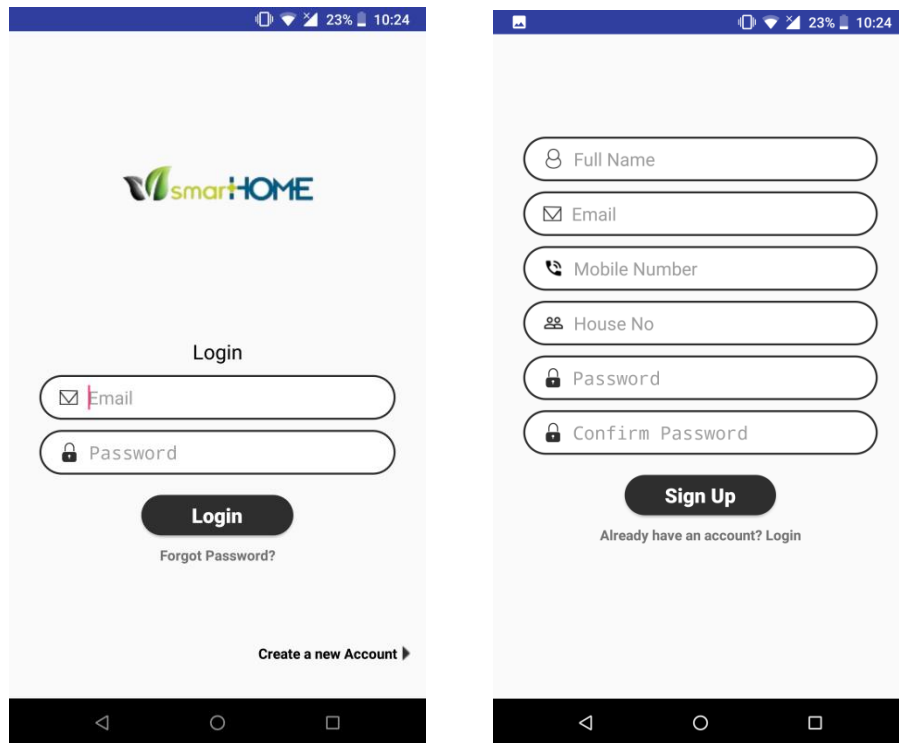 23% 10:24
smartHOME
Login
Email
Password
Login
Forgot Password?
Create a new Account
23% 10:24
Full Name
Email
Mobile Number
House No
Password
Confirm Password
Sign Up
Already have an account? Login